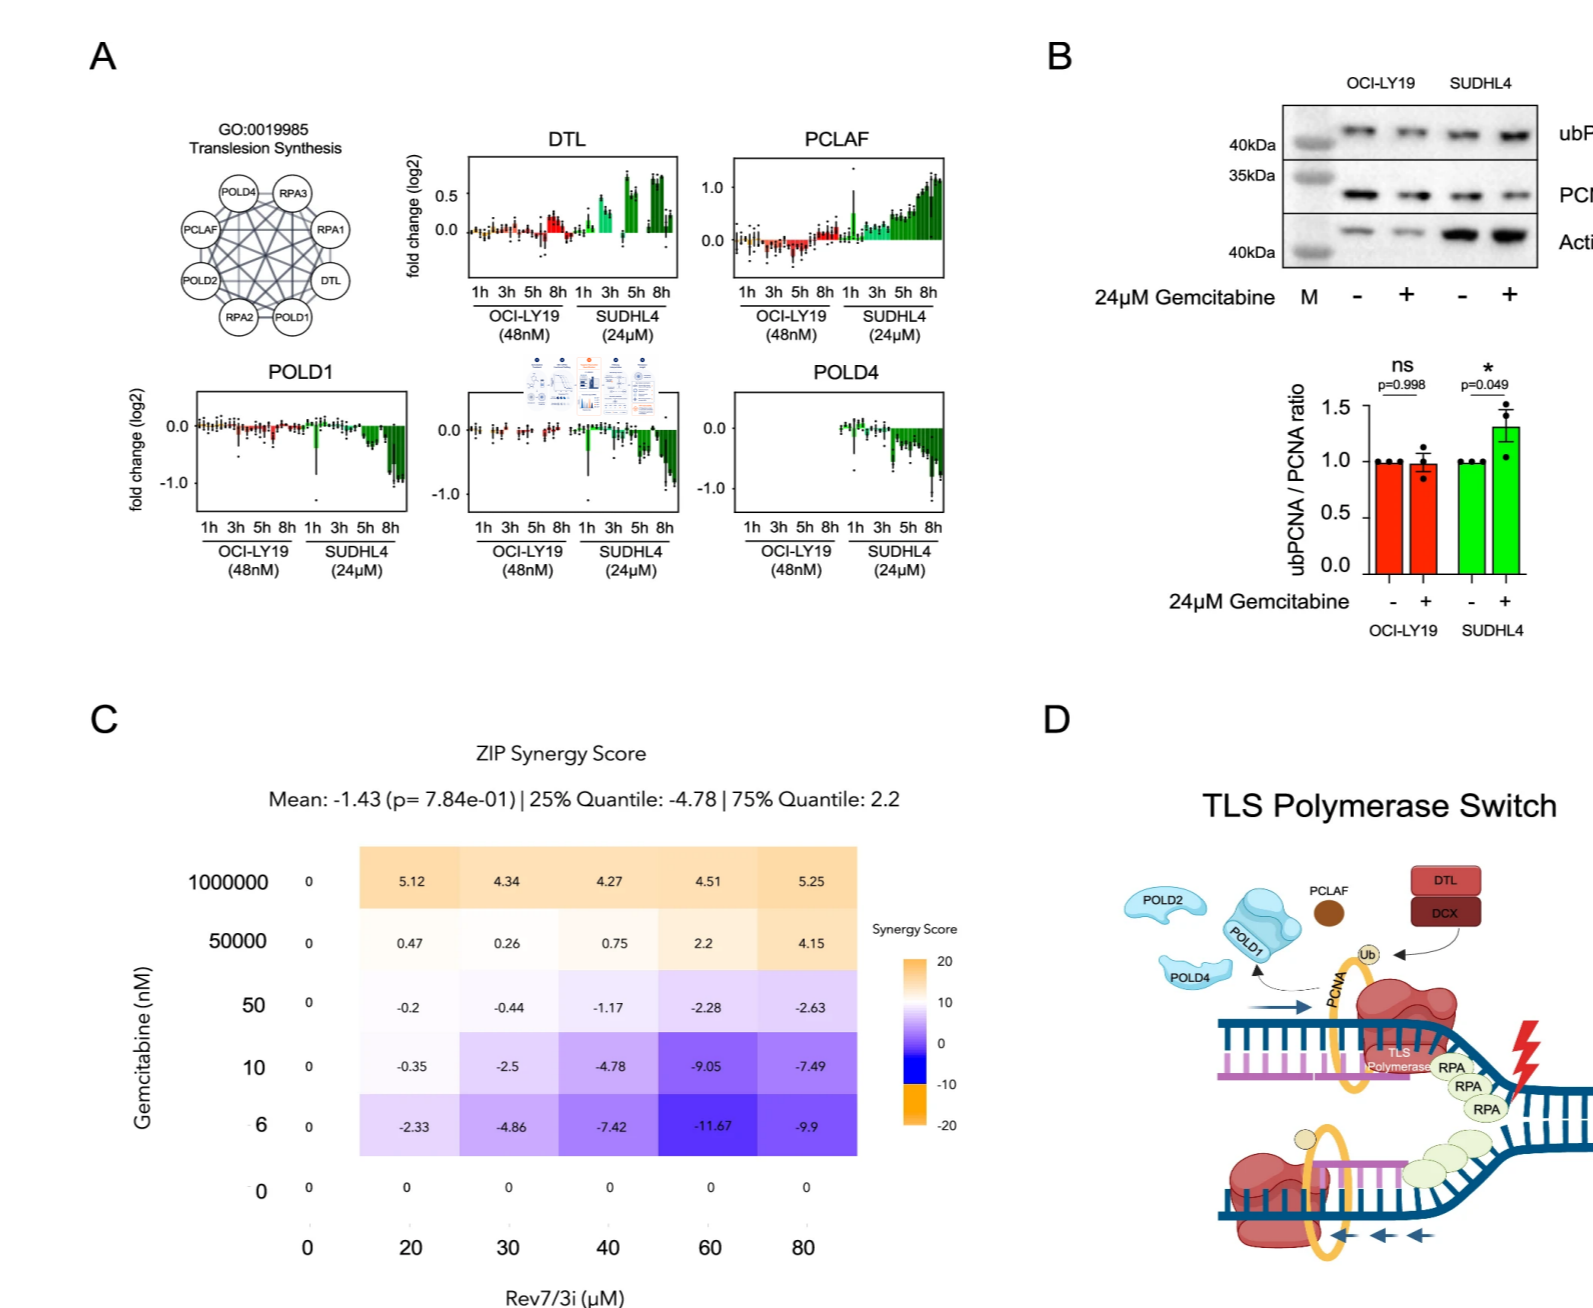 A
GO:0019985
Translesion Synthesis
POLD4
RPA3
PCLAF
RPA1
POLD2
DTL
RPA2
POLD1
DTL
fold change (log2)
0.5
0.0
1h 3h 5h 8h 1h 3h 5h 8h
OCI-LY19 SUDHL4
(48nM) (24µM)
PCLAF
1.0
0.0
1h 3h 5h 8h 1h 3h 5h 8h
OCI-LY19 SUDHL4
(48nM) (24µM)
POLD1
fold change (log2)
0.0
-1.0
1h 3h 5h 8h 1h 3h 5h 8h
OCI-LY19 SUDHL4
(48nM) (24µM)
0.0
-1.0
1h 3h 5h 8h 1h 3h 5h 8h
OCI-LY19 SUDHL4
(48nM) (24µM)
POLD4
0.0
-1.0
1h 3h 5h 8h 1h 3h 5h 8h
OCI-LY19 SUDHL4
(48nM) (24µM)
B
OCI-LY19 SUDHL4
40kDa
ubP
35kDa
PCN
Acti
40kDa
24µM Gemcitabine M - + - +
ns *
p=0.998 p=0.049
ubPCNA / PCNA ratio
1.5
1.0
0.5
0.0
24µM Gemcitabine - + - +
OCI-LY19 SUDHL4
C
ZIP Synergy Score
Mean: -1.43 (p= 7.84e-01) | 25% Quantile: -4.78 | 75% Quantile: 2.2
Gemcitabine (nM)
1000000 0 5.12 4.34 4.27 4.51 5.25
50000 0 0.47 0.26 0.75 2.2 4.15
50 0 -0.2 -0.44 -1.17 -2.28 -2.63
10 0 -0.35 -2.5 -4.78 -9.05 -7.49
6 0 -2.33 -4.86 -7.42 -11.67 -9.9
0 0 0 0 0 0 0
0 20 30 40 60 80
Rev7/3i (µM)
Synergy Score
20
10
0
-10
-20
D
TLS Polymerase Switch
POLD2
POLD1
POLD4
PCLAF
DTL
DCX
Ub
PCNA
TLS
Polymerase
RPA
RPA
RPA